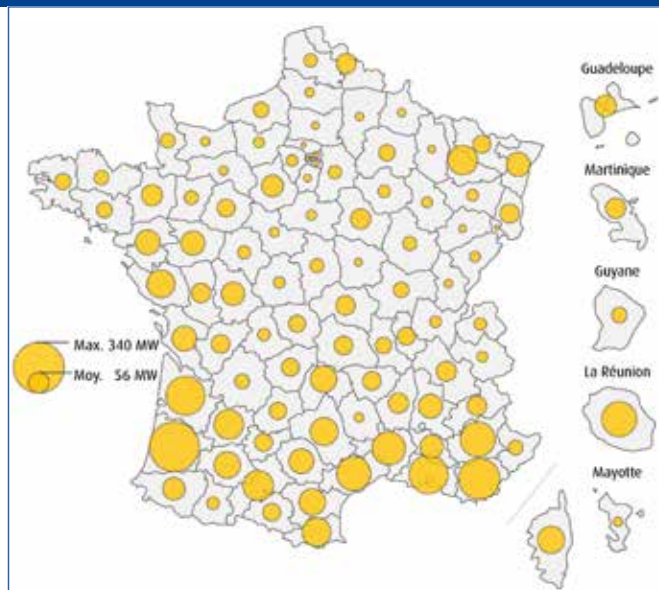 Guadeloupe
Martinique
Guyane
Max. 340 MW
Moy. 56 MW
La Réunion
Mayotte